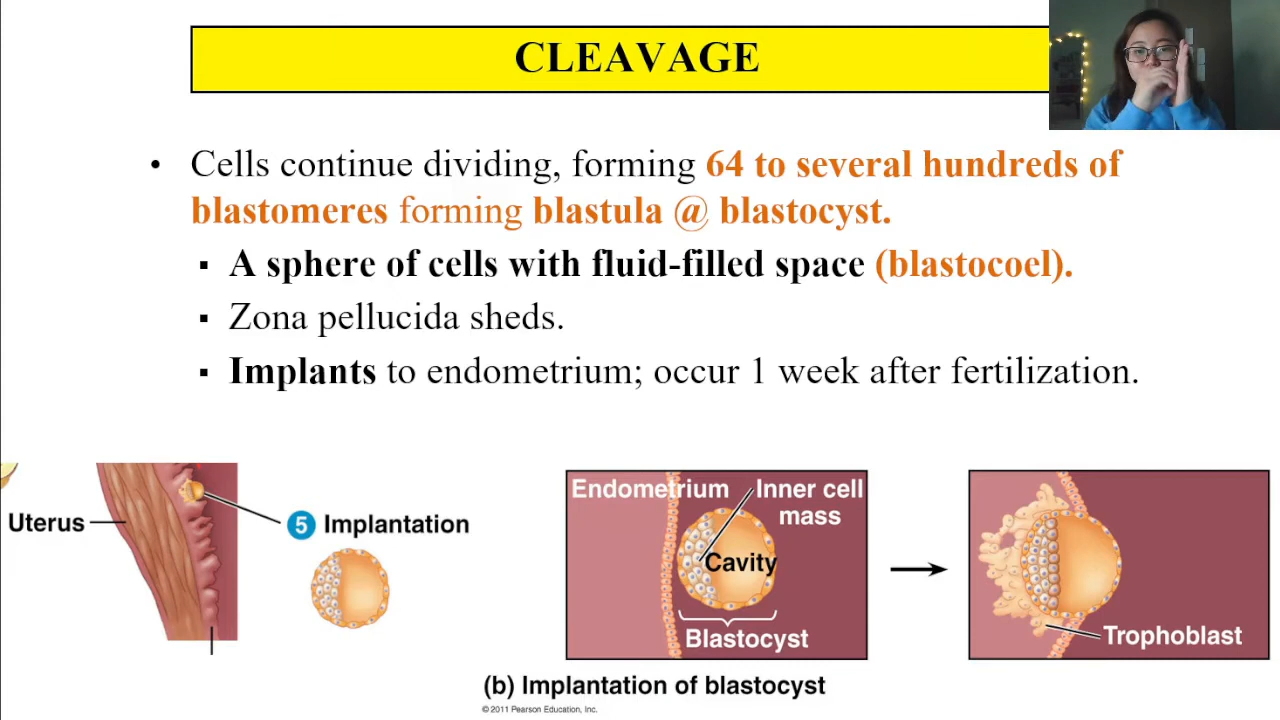 CLEAVAGE
• Cells continue dividing, forming 64 to several hundreds of
blastomeres forming blastula @ blastocyst.
▪ A sphere of cells with fluid-filled space (blastocoel).
▪ Zona pellucida sheds.
▪ Implants to endometrium; occur 1 week after fertilization.
Uterus
5 Implantation
Endometrium
Inner cell
mass
Cavity
Blastocyst
Trophoblast
(b) Implantation of blastocyst
© 2011 Pearson Education, Inc.